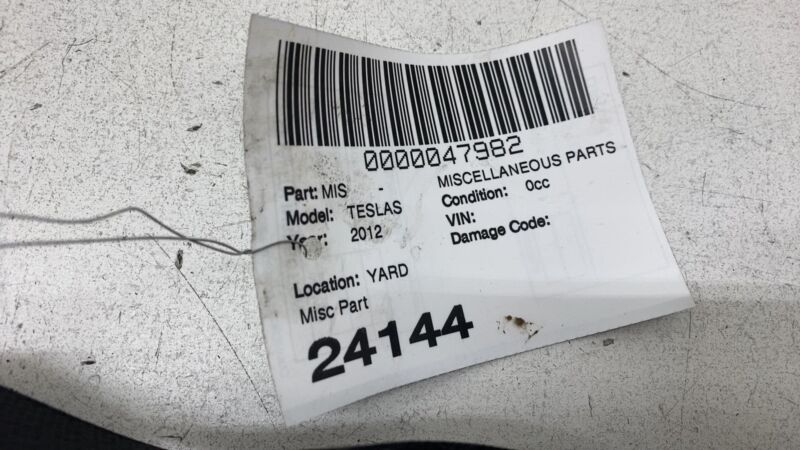 0000047982
Part: MIS - MISCELLANEOUS PARTS
Model: TESLAS Condition: 0cc
Year: 2012 VIN:
Damage Code:
Location: YARD
Misc Part
24144